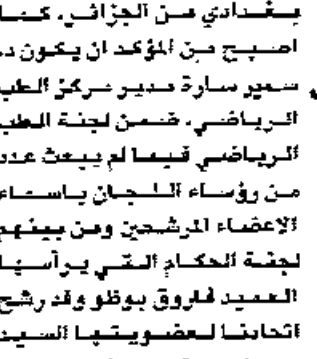 بغدادي من الجزائر. كما
اصبح من المؤكد ان يكون د.
سمير سارة مدير مركز الطب
الرياضي. ضمن لجنة الطب
الرياضي فيما لم يبعث عدد
من رؤساء اللجان باسماء
الاعضاء المرشحين ومن بينهم
لجنة الحكام التي يرأسها
العميد فاروق بوظو وقد رشح
اتحادنا لعضويتها السيد